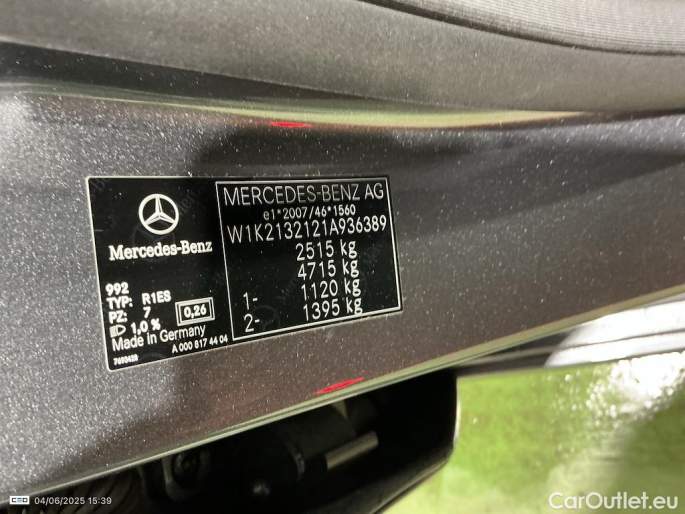 Mercedes-Benz
992
TYP: R1ES
PZ: 7
0,26
1,0 %
Made in Germany
7693429
A 000 817 44 04
MERCEDES-BENZ AG
e1*2007/46*1560
W1K2132121A936389
2515 kg
4715 kg
1- 1120 kg
2- 1395 kg
CEO 04/06/2025 15:39
CarOutlet.eu